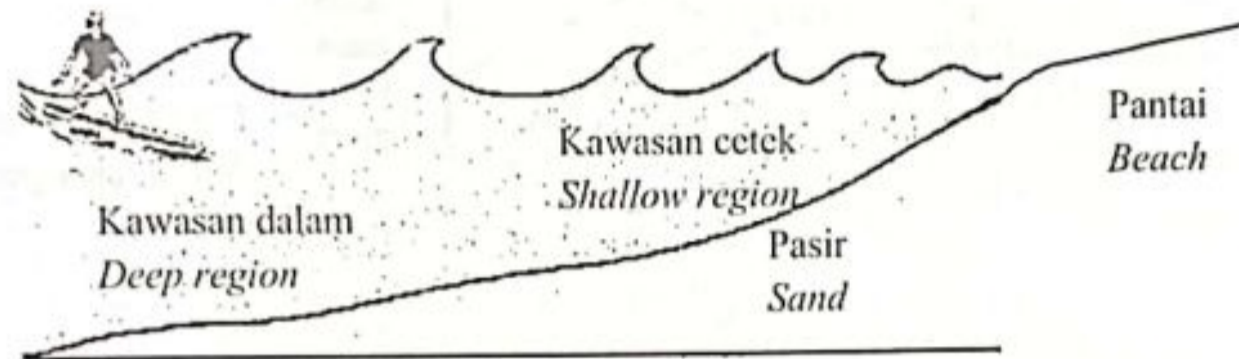 Kawasan cetek
Shallow region
Pantai
Beach
Kawasan dalam
Deep region
Pasir
Sand